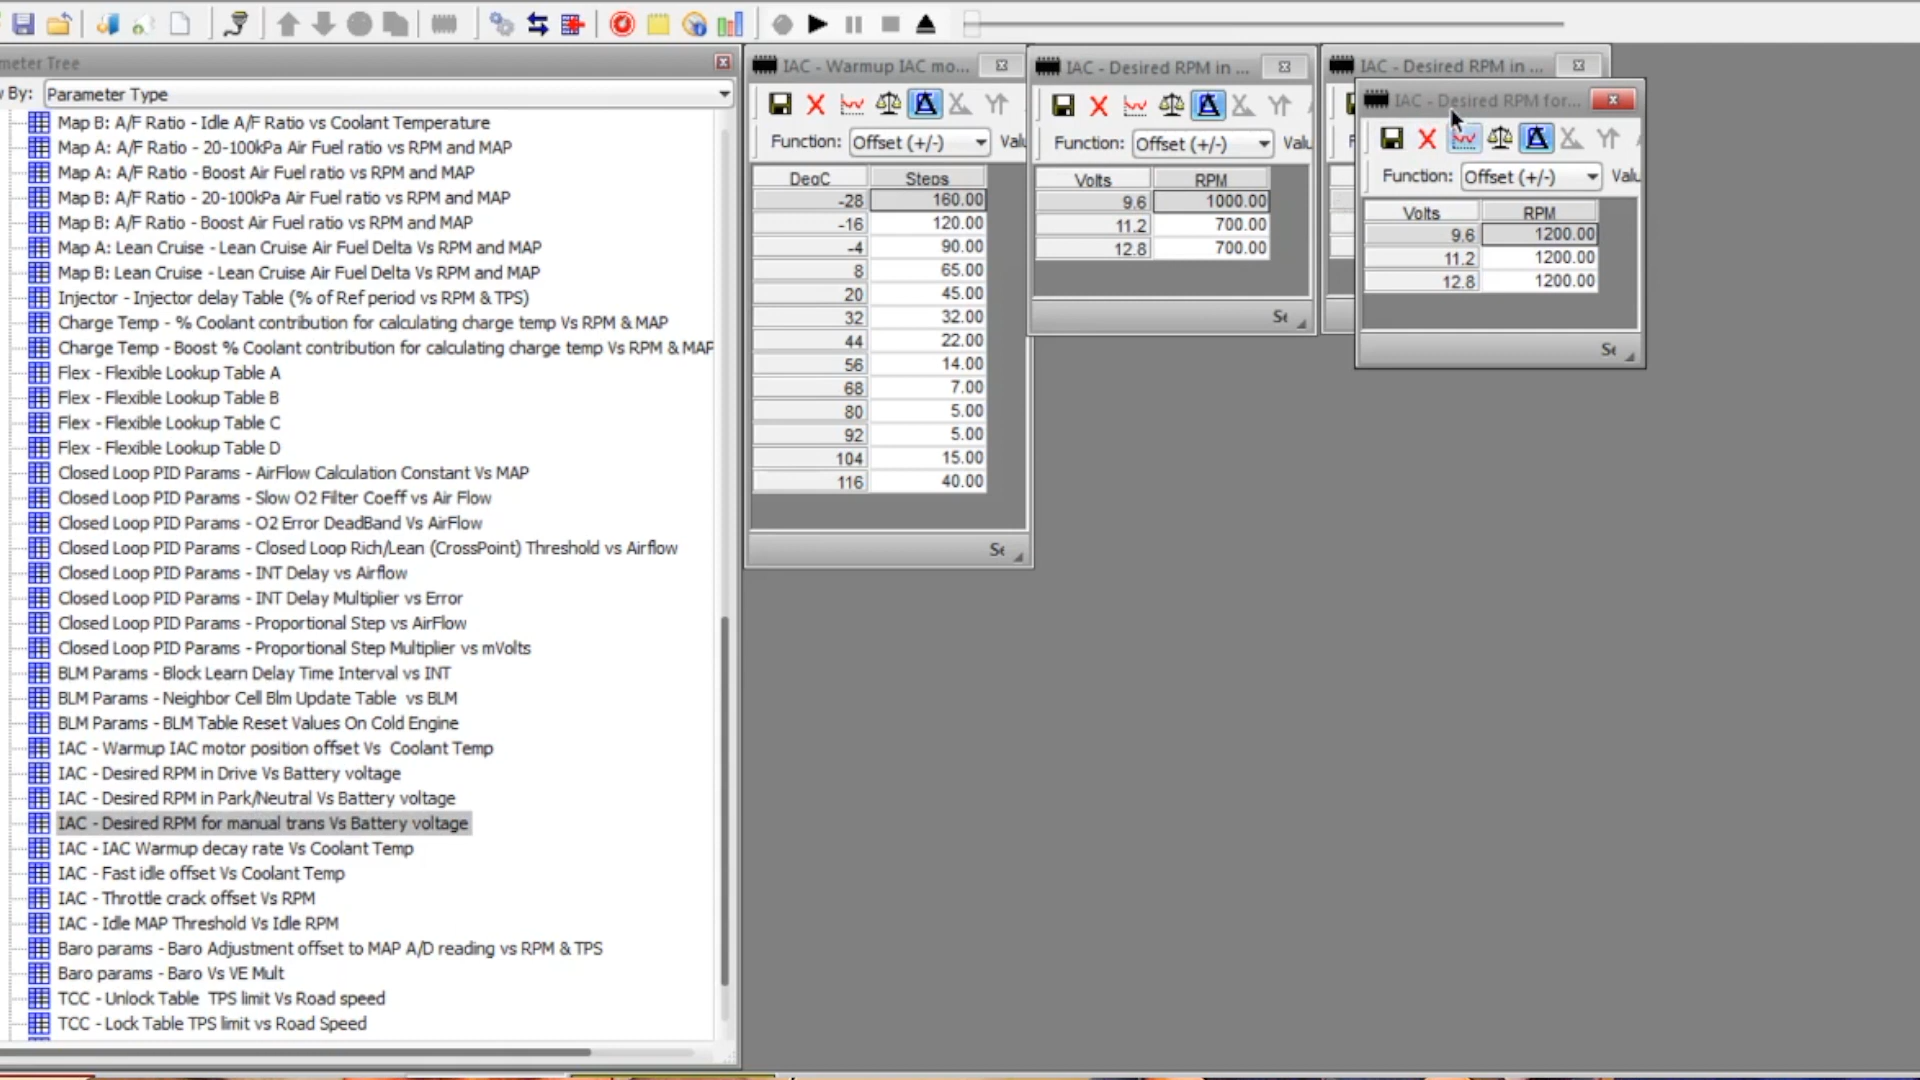 meter Tree
By:
Parameter Type
Map B: A/F Ratio - Idle A/F Ratio vs Coolant Temperature
Map A: A/F Ratio - 20-100kPa Air Fuel ratio vs RPM and MAP
Map A: A/F Ratio - Boost Air Fuel ratio vs RPM and MAP
Map B: A/F Ratio - 20-100kPa Air Fuel ratio vs RPM and MAP
Map B: A/F Ratio - Boost Air Fuel ratio vs RPM and MAP
Map A: Lean Cruise - Lean Cruise Air Fuel Delta Vs RPM and MAP
Map B: Lean Cruise - Lean Cruise Air Fuel Delta Vs RPM and MAP
Injector - Injector delay Table (% of Ref period vs RPM & TPS)
Charge Temp - % Coolant contribution for calculating charge temp Vs RPM & MAP
Charge Temp - Boost % Coolant contribution for calculating charge temp Vs RPM & MAP
Flex - Flexible Lookup Table A
Flex - Flexible Lookup Table B
Flex - Flexible Lookup Table C
Flex - Flexible Lookup Table D
Closed Loop PID Params - AirFlow Calculation Constant Vs MAP
Closed Loop PID Params - Slow O2 Filter Coeff vs Air Flow
Closed Loop PID Params - O2 Error DeadBand Vs AirFlow
Closed Loop PID Params - Closed Loop Rich/Lean (CrossPoint) Threshold vs Airflow
Closed Loop PID Params - INT Delay vs Airflow
Closed Loop PID Params - INT Delay Multiplier vs Error
Closed Loop PID Params - Proportional Step vs AirFlow
Closed Loop PID Params - Proportional Step Multiplier vs mVolts
BLM Params - Block Learn Delay Time Interval vs INT
BLM Params - Neighbor Cell Blm Update Table vs BLM
BLM Params - BLM Table Reset Values On Cold Engine
IAC - Warmup IAC motor position offset Vs Coolant Temp
IAC - Desired RPM in Drive Vs Battery voltage
IAC - Desired RPM in Park/Neutral Vs Battery voltage
IAC - Desired RPM for manual trans Vs Battery voltage
IAC - IAC Warmup decay rate Vs Coolant Temp
IAC - Fast idle offset Vs Coolant Temp
IAC - Throttle crack offset Vs RPM
IAC - Idle MAP Threshold Vs Idle RPM
Baro params - Baro Adjustment offset to MAP A/D reading vs RPM & TPS
Baro params - Baro Vs VE Mult
TCC - Unlock Table TPS limit Vs Road speed
TCC - Lock Table TPS limit vs Road Speed
IAC - Warmup IAC mo...
Function: Offset (+/-) Valu
DegC Steps
-28 160.00
-16 120.00
-4 90.00
8 65.00
20 45.00
32 32.00
44 22.00
56 14.00
68 7.00
80 5.00
92 5.00
104 15.00
116 40.00
Se
IAC - Desired RPM in ...
Function: Offset (+/-) Valu
Volts RPM
9.6 1000.00
11.2 700.00
12.8 700.00
Se
IAC - Desired RPM in ...
F
IAC - Desired RPM for...
Function: Offset (+/-) Valu
Volts RPM
9.6 1200.00
11.2 1200.00
12.8 1200.00
Se